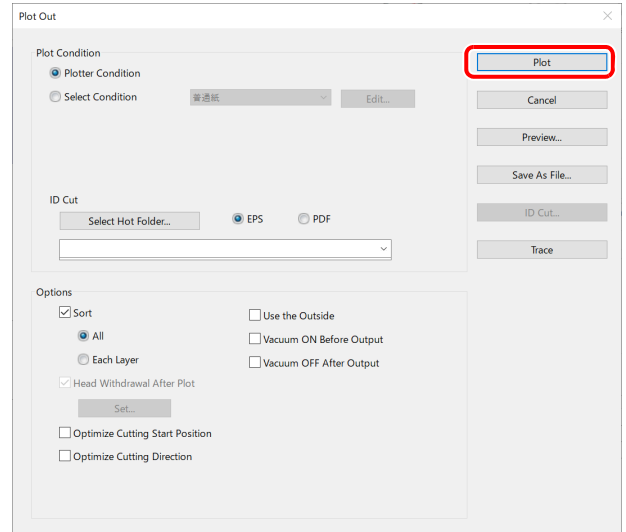 Plot Out
Plot Condition
Plotter Condition
Select Condition
普通紙
Edit...
ID Cut
Select Hot Folder...
EPS
PDF
Plot
Cancel
Preview...
Save As File...
ID Cut...
Trace
Options
Sort
All
Each Layer
Head Withdrawal After Plot
Set...
Optimize Cutting Start Position
Optimize Cutting Direction
Use the Outside
Vacuum ON Before Output
Vacuum OFF After Output